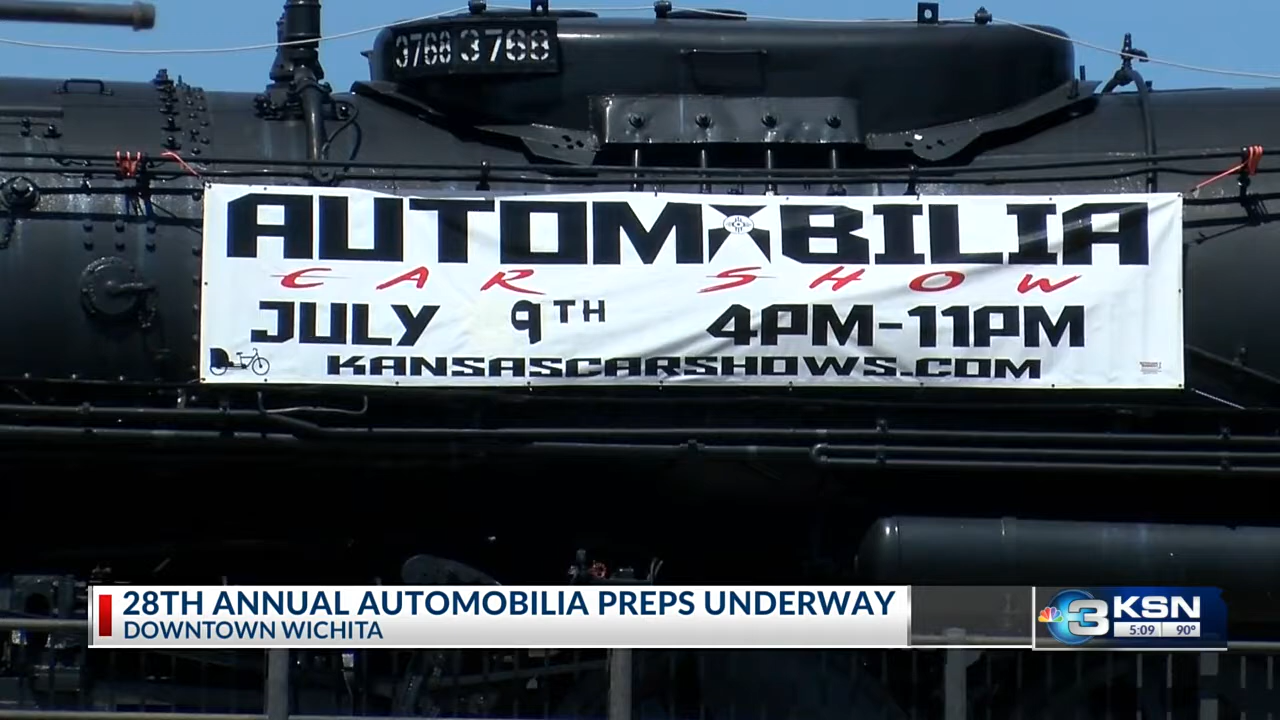 3768 3768
AUTOMOBILIA
CAR SHOW
JULY 9TH 4PM-11PM
KANSASCARSHOWS.COM
28TH ANNUAL AUTOMOBILIA PREPS UNDERWAY
DOWNTOWN WICHITA
3 KSN
5:09 90°